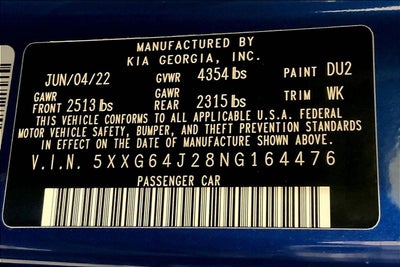 MANUFACTURED BY
KIA GEORGIA, INC.
JUN/04/22 GVWR 4354 lbs PAINT DU2
GAWR FRONT 2513 lbs GAWR REAR 2315 lbs TRIM WK
THIS VEHICLE CONFORMS TO ALL APPLICABLE U.S.A. FEDERAL
MOTOR VEHICLE SAFETY, BUMPER, AND THEFT PREVENTION STANDARDS
IN EFFECT ON THE DATE OF MANUFACTURE SHOWN ABOVE.
V.I.N. 5XXG64J28NG164476
PASSENGER CAR